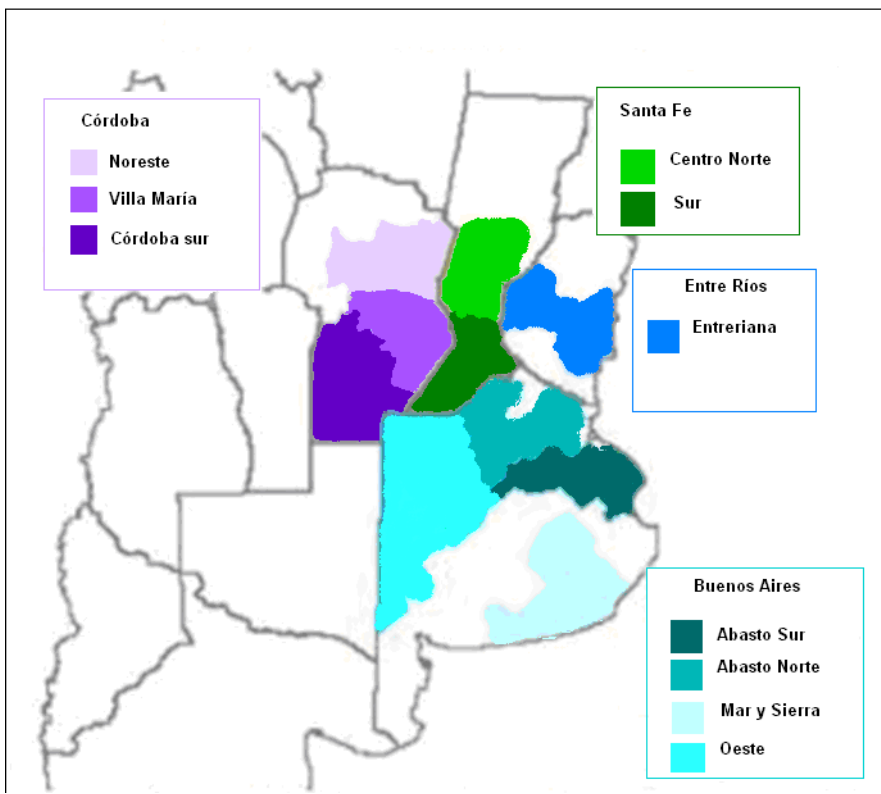 Córdoba
Noreste
Villa María
Córdoba sur
Santa Fe
Centro Norte
Sur
Entre Ríos
Entreriana
Buenos Aires
Abasto Sur
Abasto Norte
Mar y Sierra
Oeste